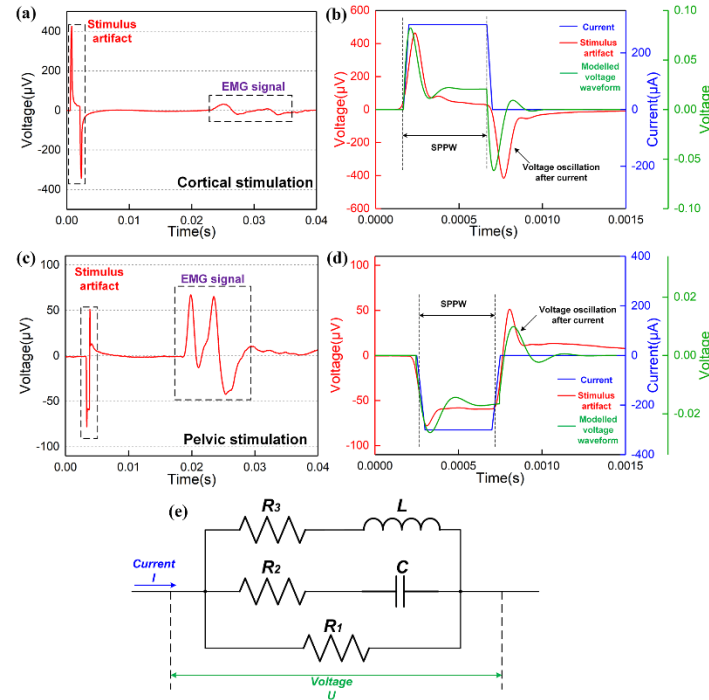 (a)
400
200
0
-200
-400
Voltage(μV)
Stimulus
artifact
EMG signal
Cortical stimulation
0.00
0.01
0.02
0.03
0.04
Time(s)
(b)
600
400
200
0
-200
-400
-600
Voltage(μV)
Current
Stimulus
artifact
Modelled
voltage
waveform
SPPW
Voltage oscillation
after current
0.0000
0.0005
0.0010
0.0015
Time(s)
200
0
-200
Current(μA)
0.10
0.05
0.00
-0.05
-0.10
Voltage
(c)
100
50
0
-50
-100
Voltage(μV)
Stimulus
artifact
EMG signal
Pelvic stimulation
0.00
0.01
0.02
0.03
0.04
Time(s)
(d)
100
50
0
-50
-100
Voltage(μV)
SPPW
Voltage oscillation
after current
Current
Stimulus
artifact
Modelled
voltage
waveform
0.0000
0.0005
0.0010
0.0015
Time(s)
400
200
0
-200
-400
Current(μA)
0.02
0.00
-0.02
Voltage
(e)
R3
L
Current
I
R2
C
R1
Voltage
U